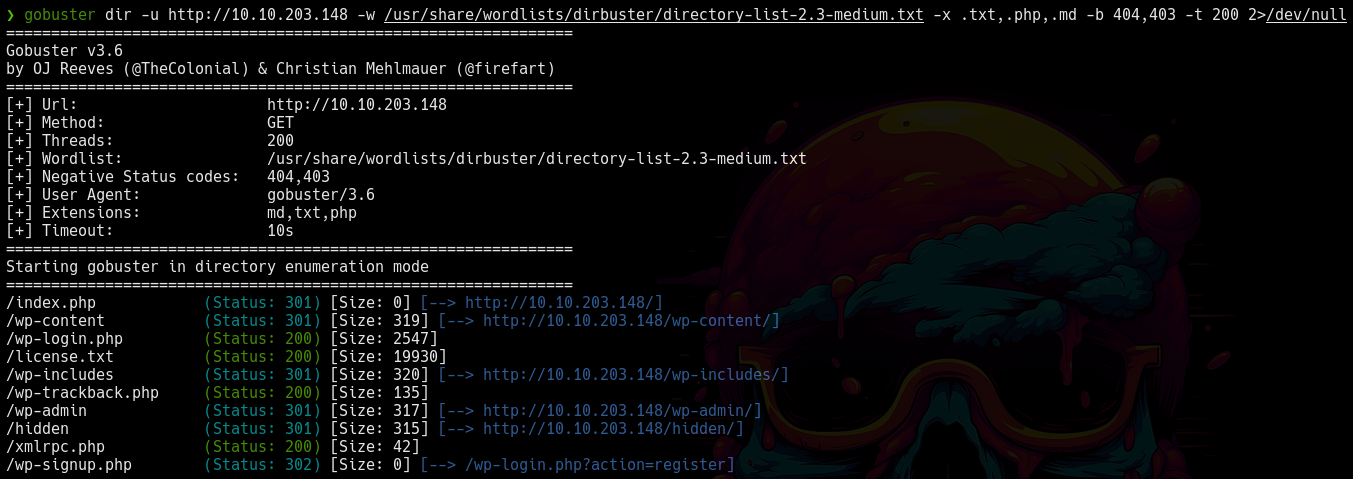 ❯ gobuster dir -u http://10.10.203.148 -w /usr/share/wordlists/dirbuster/directory-list-2.3-medium.txt -x .txt,.php,.md -b 404,403 -t 200 2>/dev/null
===============================================================
Gobuster v3.6
by OJ Reeves (@TheColonial) & Christian Mehlmauer (@firefart)
===============================================================
[+] Url:                     http://10.10.203.148
[+] Method:                  GET
[+] Threads:                 200
[+] Wordlist:                /usr/share/wordlists/dirbuster/directory-list-2.3-medium.txt
[+] Negative Status codes:   404,403
[+] User Agent:              gobuster/3.6
[+] Extensions:              md,txt,php
[+] Timeout:                 10s
===============================================================
Starting gobuster in directory enumeration mode
===============================================================
/index.php            (Status: 301) [Size: 0] [--> http://10.10.203.148/]
/wp-content           (Status: 301) [Size: 319] [--> http://10.10.203.148/wp-content/]
/wp-login.php         (Status: 200) [Size: 2547]
/license.txt          (Status: 200) [Size: 19930]
/wp-includes          (Status: 301) [Size: 320] [--> http://10.10.203.148/wp-includes/]
/wp-trackback.php     (Status: 200) [Size: 135]
/wp-admin             (Status: 301) [Size: 317] [--> http://10.10.203.148/wp-admin/]
/hidden               (Status: 301) [Size: 315] [--> http://10.10.203.148/hidden/]
/xmlrpc.php           (Status: 200) [Size: 42]
/wp-signup.php        (Status: 302) [Size: 0] [--> /wp-login.php?action=register]